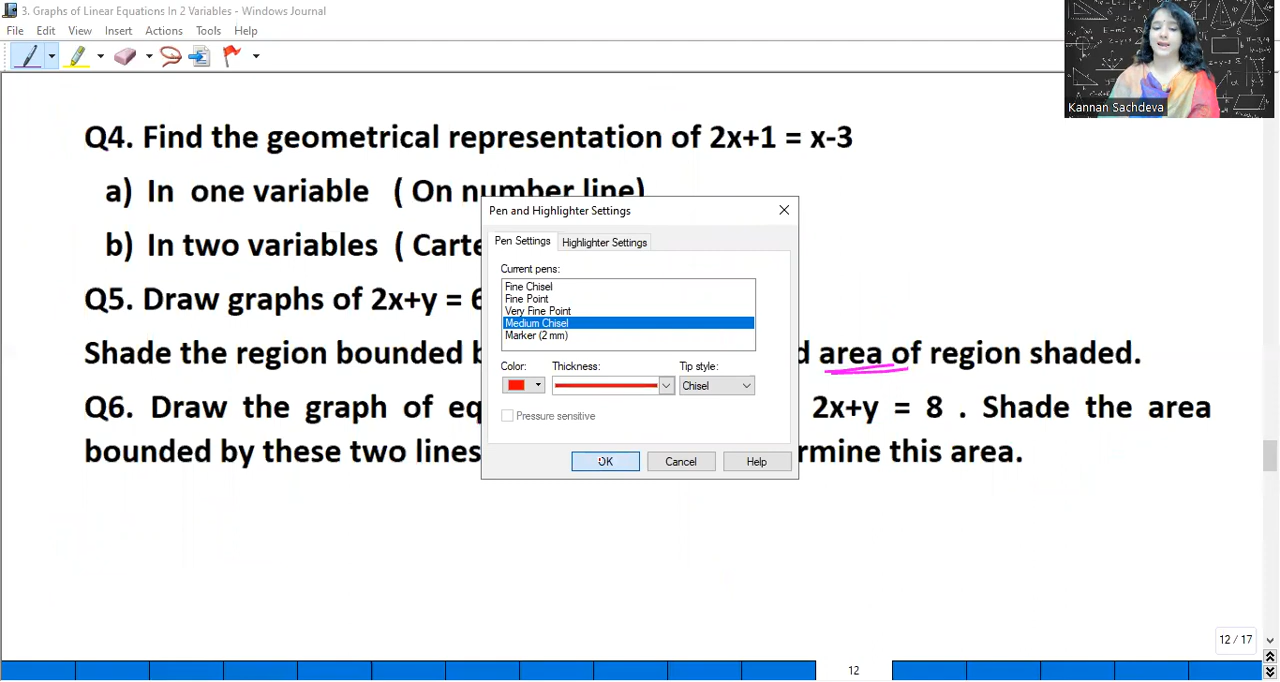 3. Graphs of Linear Equations In 2 Variables - Windows Journal
File Edit View Insert Actions Tools Help
Kannan Sachdeva
Q4. Find the geometrical representation of 2x+1 = x-3
a) In one variable ( On number line)
b) In two variables ( Carte
Q5. Draw graphs of 2x+y = 6
Shade the region bounded b
area of region shaded.
Q6. Draw the graph of eq
2x+y = 8 . Shade the area
bounded by these two lines
rmine this area.
Pen and Highlighter Settings
Pen Settings Highlighter Settings
Current pens:
Fine Chisel
Fine Point
Very Fine Point
Medium Chisel
Marker (2 mm)
Color: Thickness: Tip style:
Chisel
Pressure sensitive
OK Cancel Help
12 / 17
12